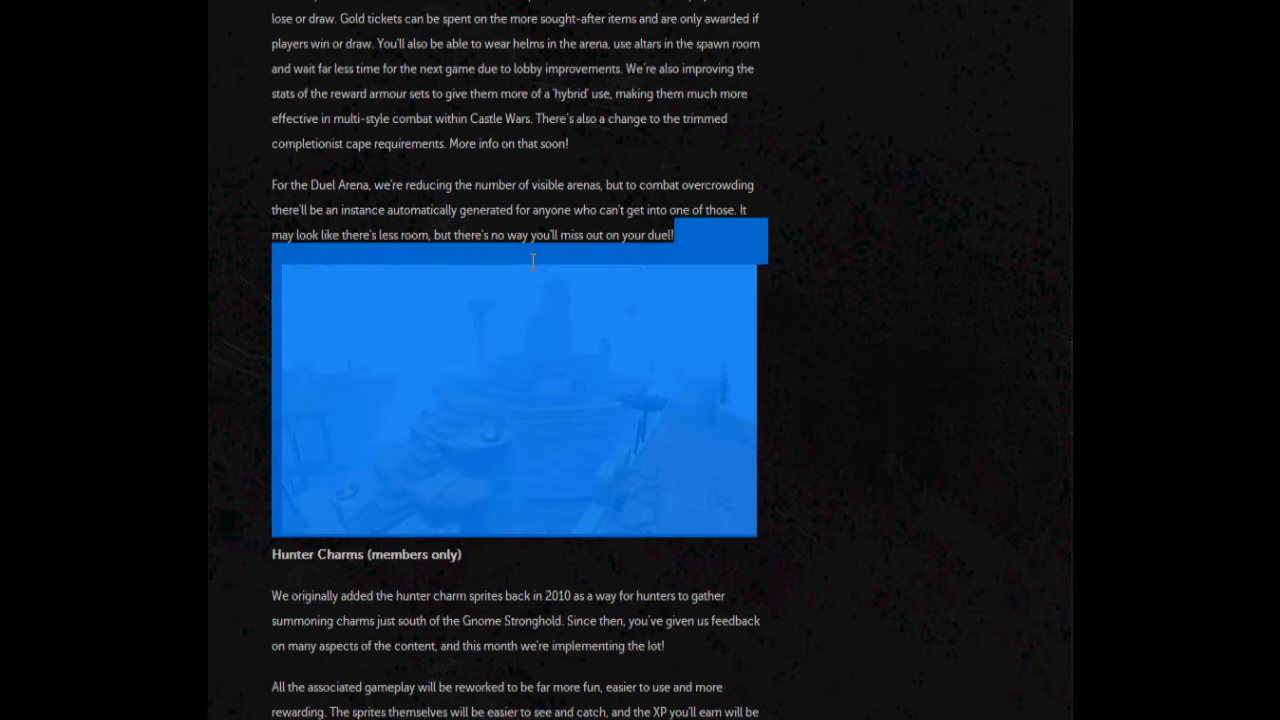 lose or draw. Gold tickets can be spent on the more sought-after items and are only awarded if
players win or draw. You'll also be able to wear helms in the arena, use altars in the spawn room
and wait far less time for the next game due to lobby improvements. We're also improving the
stats of the reward armour sets to give them more of a 'hybrid' use, making them much more
effective in multi-style combat within Castle Wars. There's also a change to the trimmed
completionist cape requirements. More info on that soon!
For the Duel Arena, we're reducing the number of visible arenas, but to combat overcrowding
there'll be an instance automatically generated for anyone who can't get into one of those. It
may look like there's less room, but there's no way you'll miss out on your duel!
Hunter Charms (members only)
We originally added the hunter charm sprites back in 2010 as a way for hunters to gather
summoning charms just south of the Gnome Stronghold. Since then, you've given us feedback
on many aspects of the content, and this month we're implementing the lot!
All the associated gameplay will be reworked to be far more fun, easier to use and more
rewarding. The sprites themselves will be easier to see and catch, and the XP you'll earn will be